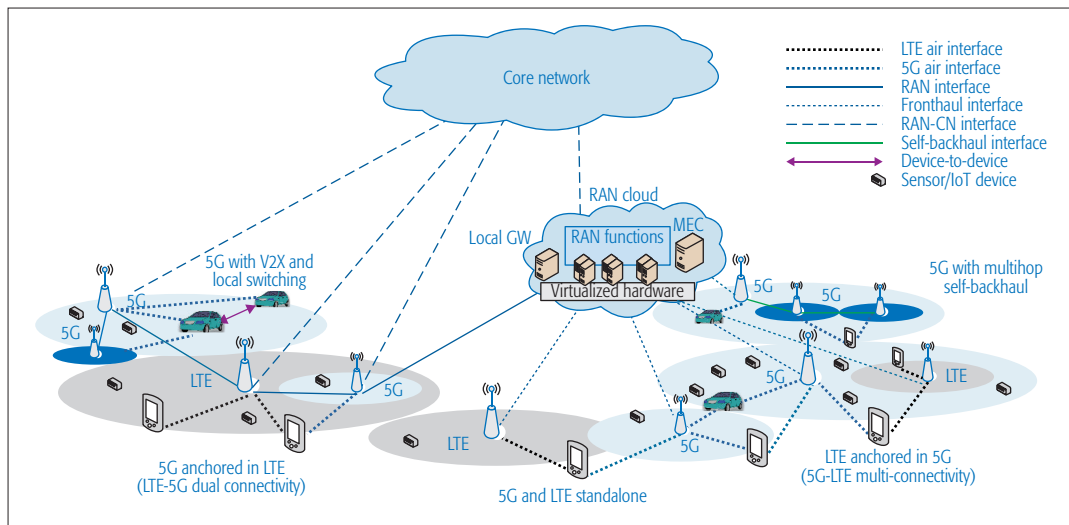 Core network
LTE air interface
5G air interface
RAN interface
Fronthaul interface
RAN-CN interface
Self-backhaul interface
Device-to-device
Sensor/IoT device
RAN cloud
MEC
Local GW
RAN functions
Virtualized hardware
5G with V2X and
local switching
5G
5G
5G
5G
5G with multihop
self-backhaul
LTE
5G
LTE
5G
5G
LTE
5G anchored in LTE
(LTE-5G dual connectivity)
5G and LTE standalone
LTE anchored in 5G
(5G-LTE multi-connectivity)